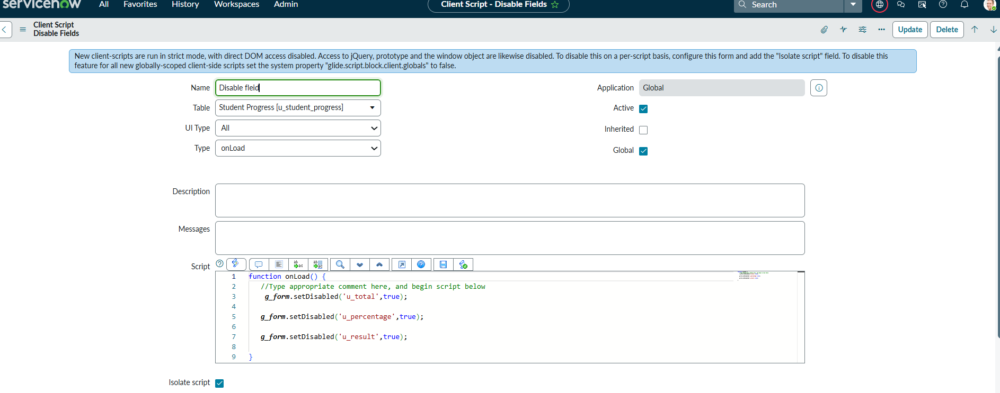 servicenow All Favorites History Workspaces Admin Client Script - Disable Fields Search
Client Script
Disable Fields
Update Delete
New client-scripts are run in strict mode, with direct DOM access disabled. Access to jQuery, prototype and the window object are likewise disabled. To disable this on a per-script basis, configure this form and add the "Isolate script" field. To disable this
feature for all new globally-scoped client-side scripts set the system property "glide.script.block.client.globals" to false.
Name Disable fleid
Application Global
Table Student Progress [u_student_progress]
Active
UI Type All
Inherited
Type onLoad
Global
Description
Messages
Script
1 function onLoad() {
2 //Type appropriate comment here, and begin script below
3 g_form.setDisabled('u_total',true);
4
5 g_form.setDisabled('u_percentage',true);
6
7 g_form.setDisabled('u_result',true);
8
9 }
Isolate script